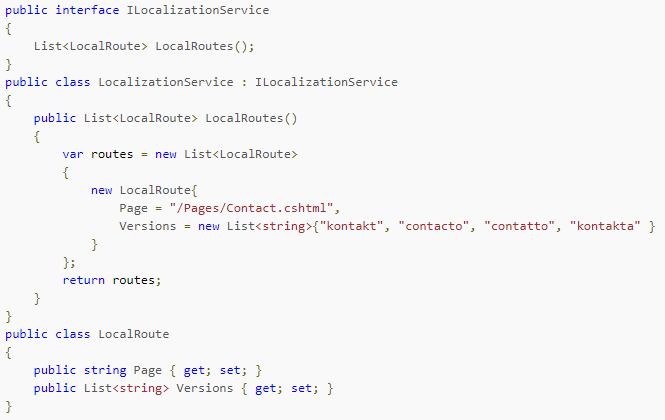 public interface ILocalizationService
{
    List<LocalRoute> LocalRoutes();
}
public class LocalizationService : ILocalizationService
{
    public List<LocalRoute> LocalRoutes()
    {
        var routes = new List<LocalRoute>
        {
            new LocalRoute{
                Page = "/Pages/Contact.cshtml",
                Versions = new List<string>{"kontakt", "contacto", "contatto", "kontakta" }
            }
        };
        return routes;
    }
}
public class LocalRoute
{
    public string Page { get; set; }
    public List<string> Versions { get; set; }
}